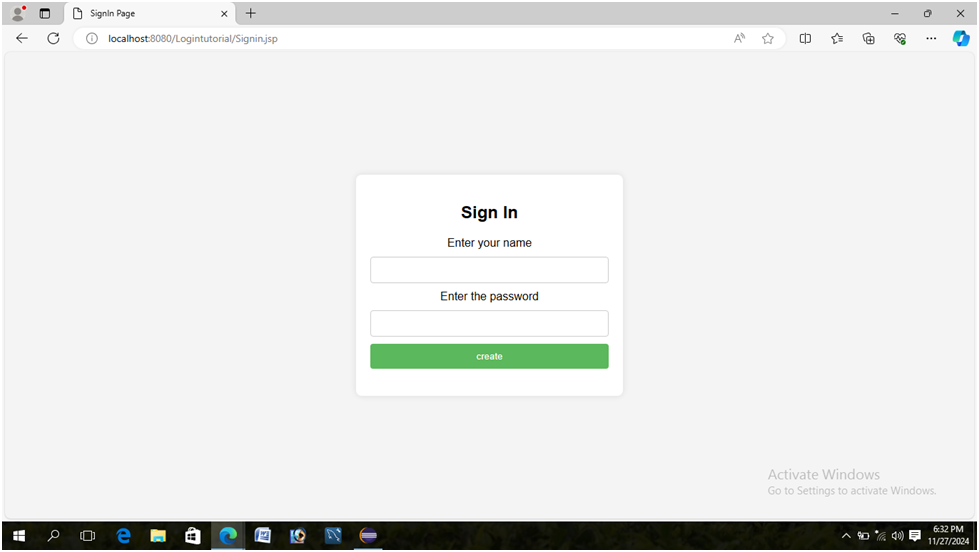 SignIn Page
localhost:8080/Logintutorial/Signin.jsp
Sign In
Enter your name
Enter the password
create
Activate Windows
Go to Settings to activate Windows.
6:32 PM
11/27/2024